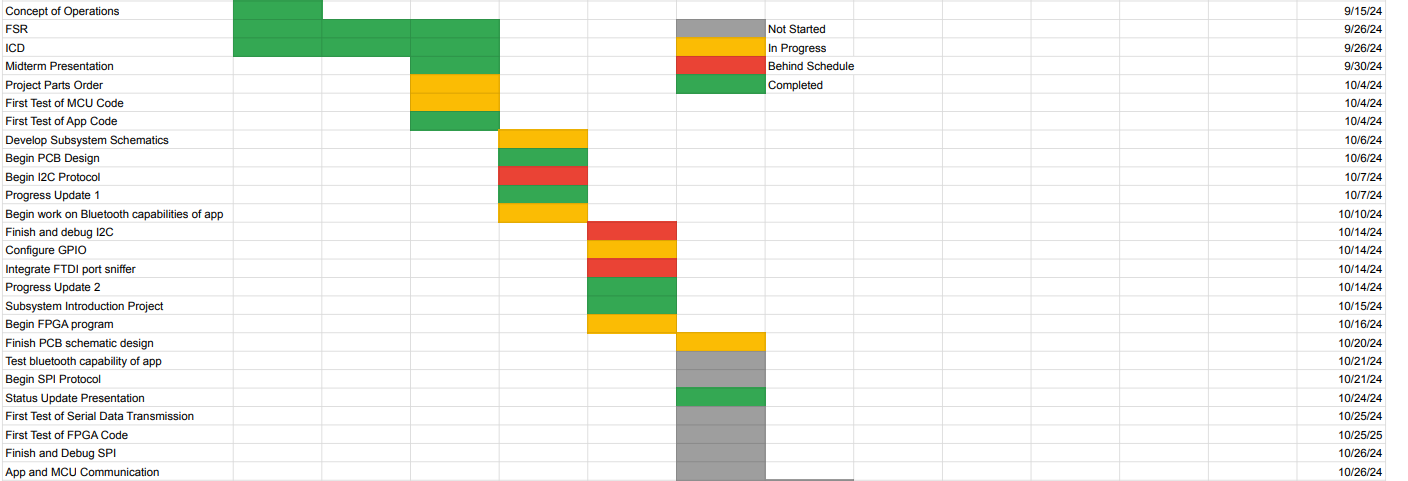 Concept of Operations 9/15/24
FSR Not Started 9/26/24
ICD In Progress 9/26/24
Midterm Presentation Behind Schedule 9/30/24
Project Parts Order Completed 10/4/24
First Test of MCU Code 10/4/24
First Test of App Code 10/4/24
Develop Subsystem Schematics 10/6/24
Begin PCB Design 10/6/24
Begin I2C Protocol 10/7/24
Progress Update 1 10/7/24
Begin work on Bluetooth capabilities of app 10/10/24
Finish and debug I2C 10/14/24
Configure GPIO 10/14/24
Integrate FTDI port sniffer 10/14/24
Progress Update 2 10/14/24
Subsystem Introduction Project 10/15/24
Begin FPGA program 10/16/24
Finish PCB schematic design 10/20/24
Test bluetooth capability of app 10/21/24
Begin SPI Protocol 10/21/24
Status Update Presentation 10/24/24
First Test of Serial Data Transmission 10/25/24
First Test of FPGA Code 10/25/25
Finish and Debug SPI 10/26/24
App and MCU Communication 10/26/24